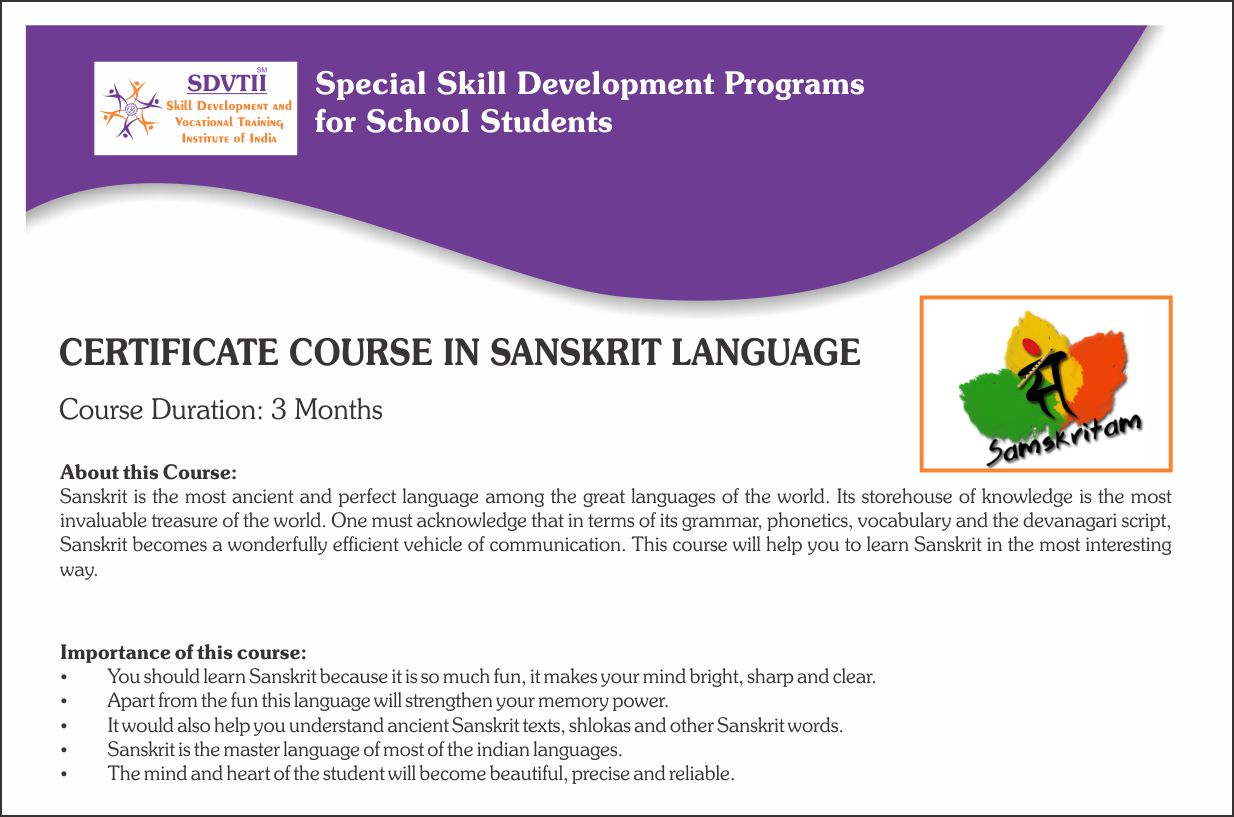 SDVTII SM
Skill Development and
Vocational Training
Institute of India
Special Skill Development Programs
for School Students
CERTIFICATE COURSE IN SANSKRIT LANGUAGE
Course Duration: 3 Months
स
Samskritam
About this Course:
Sanskrit is the most ancient and perfect language among the great languages of the world. Its storehouse of knowledge is the most
invaluable treasure of the world. One must acknowledge that in terms of its grammar, phonetics, vocabulary and the devanagari script,
Sanskrit becomes a wonderfully efficient vehicle of communication. This course will help you to learn Sanskrit in the most interesting
way.
Importance of this course:
• You should learn Sanskrit because it is so much fun, it makes your mind bright, sharp and clear.
• Apart from the fun this language will strengthen your memory power.
• It would also help you understand ancient Sanskrit texts, shlokas and other Sanskrit words.
• Sanskrit is the master language of most of the indian languages.
• The mind and heart of the student will become beautiful, precise and reliable.